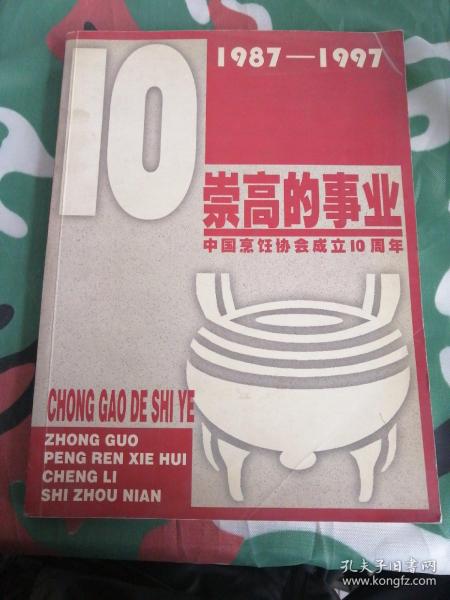 10
1987—1997
崇高的事业
中国烹饪协会成立10周年
CHONG GAO DE SHI YE
ZHONG GUO
PENG REN XIE HUI
CHENG LI
SHI ZHOU NIAN
孔夫子旧书网
www.kongfz.com